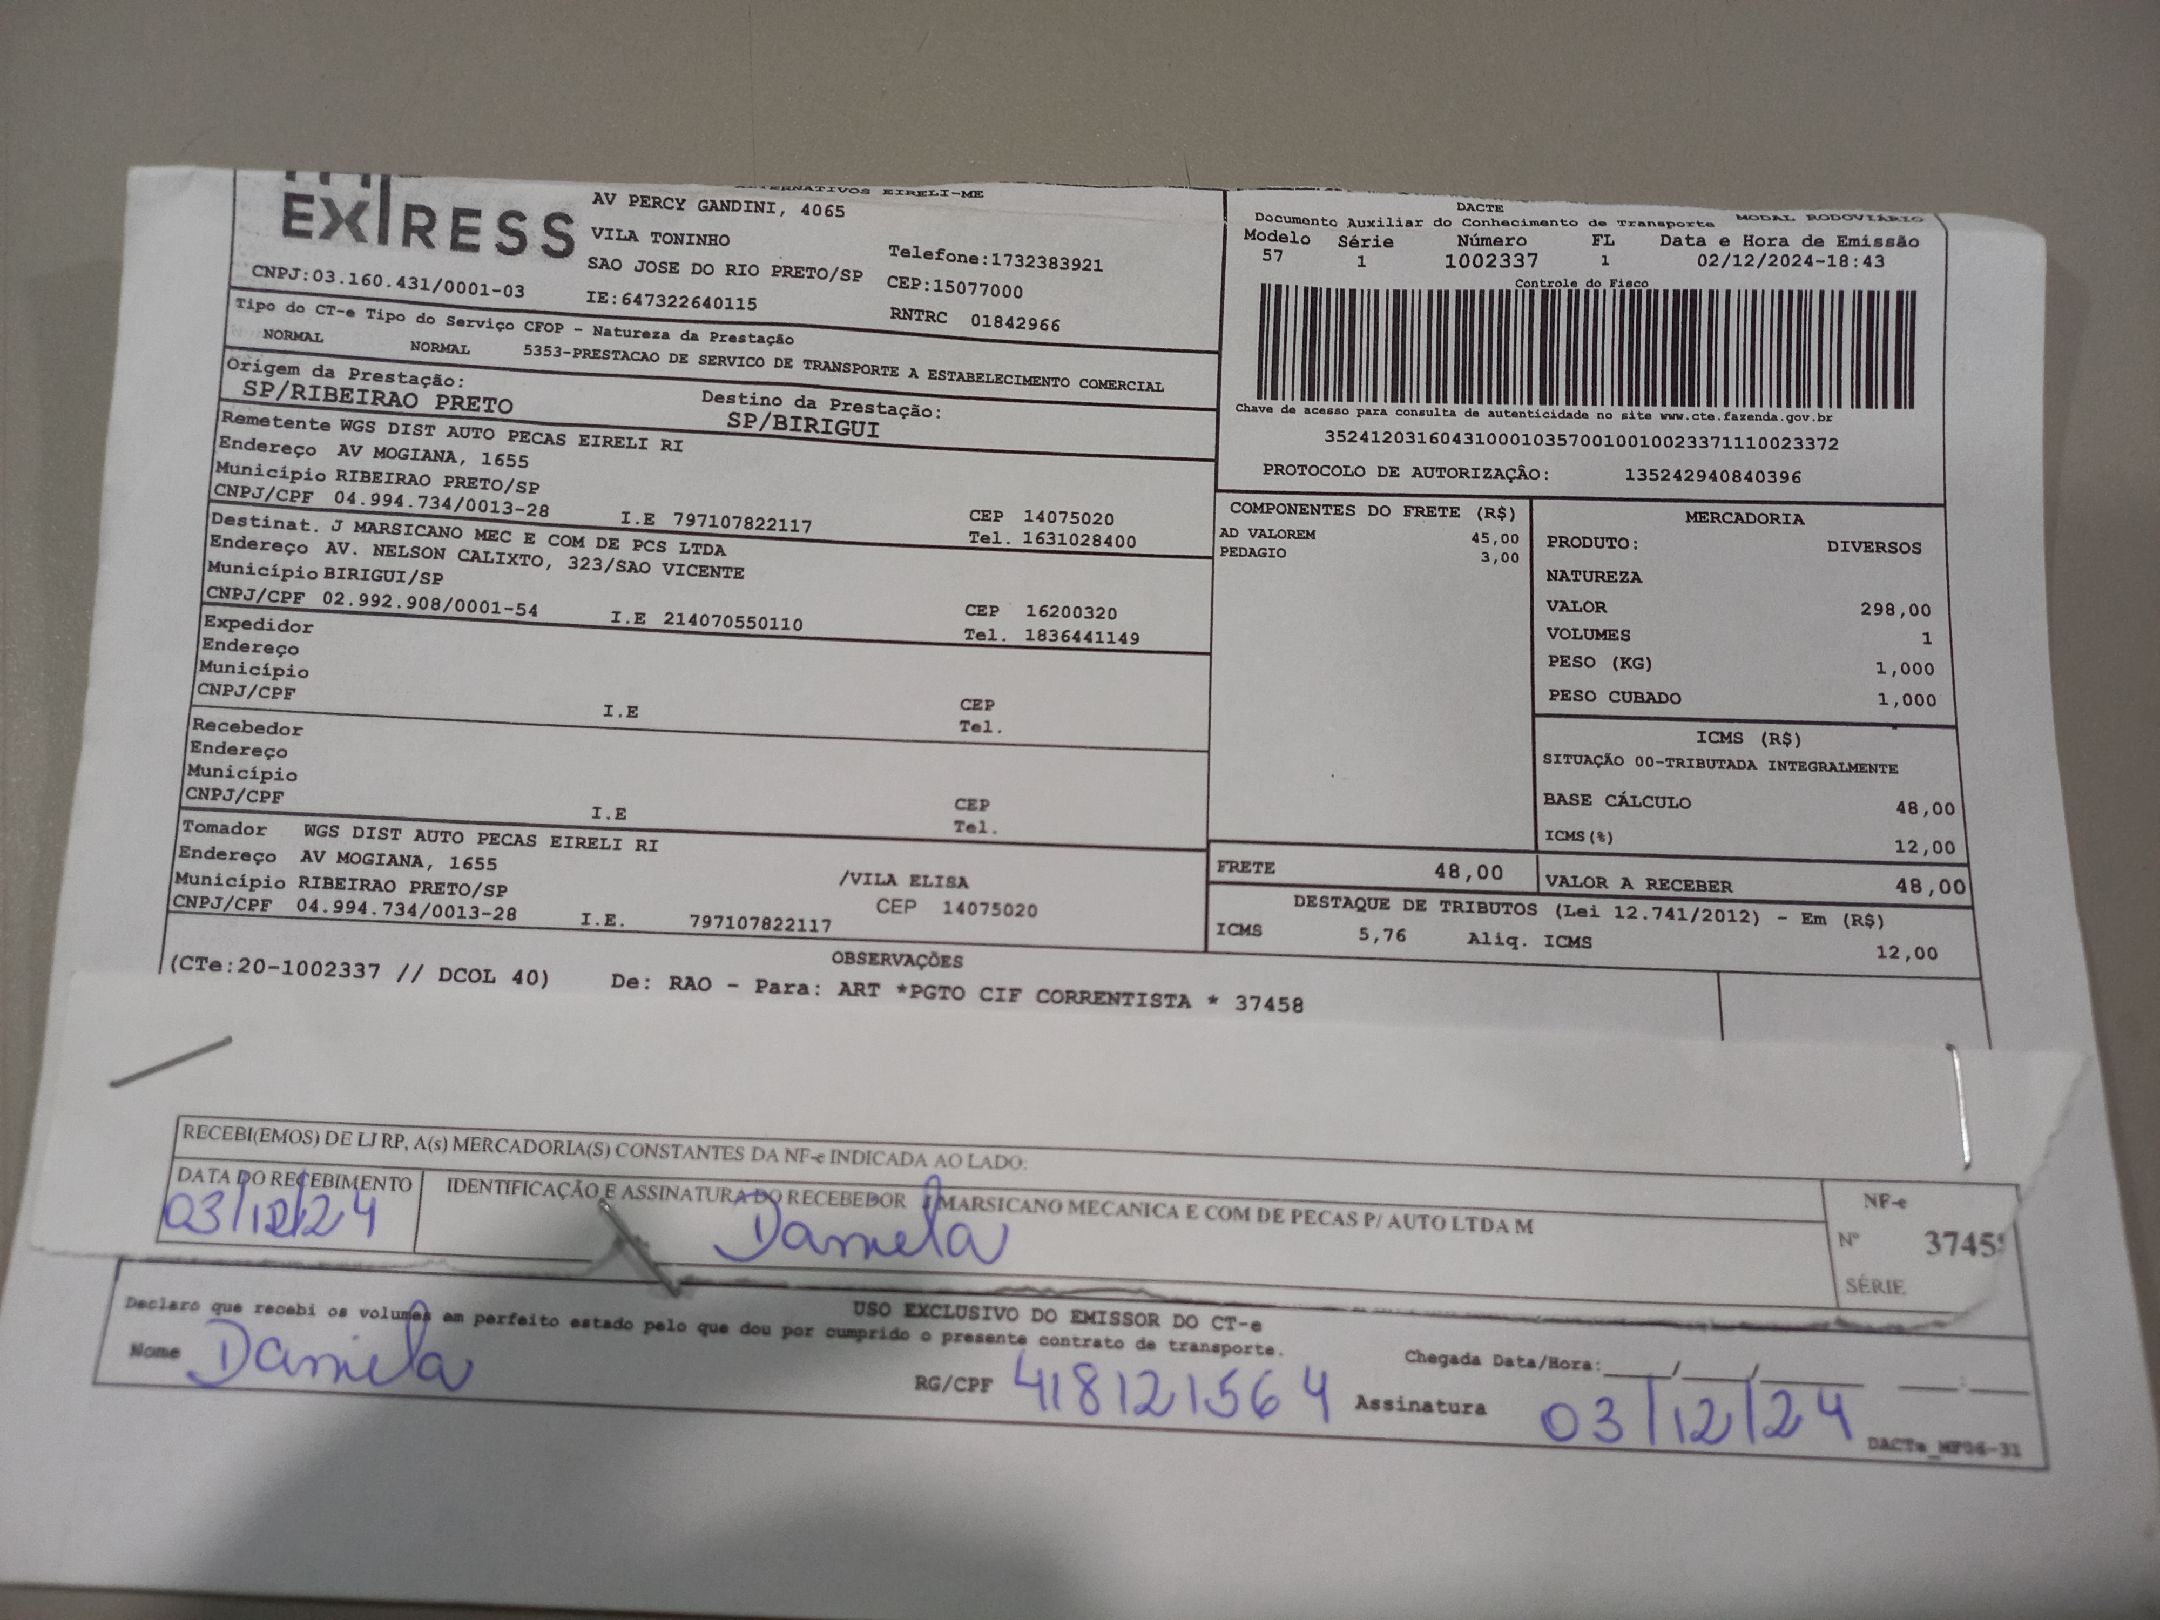 EIRELI-ME
EXPRESS
AV PERCY GANDINI, 4065
VILA TONINHO
Telefone:1732383921
SAO JOSE DO RIO PRETO/SP CEP:15077000
CNPJ:03.160.431/0001-03 IE:647322640115 RNTRC 01842966
Tipo do CT-e Tipo do Serviço CFOP - Natureza da Prestação
NORMAL NORMAL 5353-PRESTACAO DE SERVICO DE TRANSPORTE A ESTABELECIMENTO COMERCIAL
Origem da Prestação: Destino da Prestação:
SP/RIBEIRAO PRETO SP/BIRIGUI
Remetente WGS DIST AUTO PECAS EIRELI RI
Endereço AV MOGIANA, 1655
Município RIBEIRAO PRETO/SP CEP 14075020
CNPJ/CPF 04.994.734/0013-28 I.E 797107822117 Tel. 1631028400
Destinat. J MARSICANO MEC E COM DE PCS LTDA
Endereço AV. NELSON CALIXTO, 323/SAO VICENTE
Município BIRIGUI/SP CEP 16200320
CNPJ/CPF 02.992.908/0001-54 I.E 214070550110 Tel. 1836441149
Expedidor
Endereço
Município CEP
CNPJ/CPF I.E Tel.
Recebedor
Endereço
Município CEP
CNPJ/CPF I.E Tel.
Tomador WGS DIST AUTO PECAS EIRELI RI
Endereço AV MOGIANA, 1655 /VILA ELISA
Município RIBEIRAO PRETO/SP CEP 14075020
CNPJ/CPF 04.994.734/0013-28 I.E. 797107822117
DACTE
Documento Auxiliar do Conhecimento de Transporte MODAL RODOVIÁRIO
Modelo Série Número FL Data e Hora de Emissão
57 1 1002337 1 02/12/2024-18:43
Controle do Fisco
Chave de acesso para consulta de autenticidade no site www.cte.fazenda.gov.br
35241203160431000103570010010023371110023372
PROTOCOLO DE AUTORIZAÇÂO: 135242940840396
COMPONENTES DO FRETE (R$)
AD VALOREM 45,00
PEDAGIO 3,00
MERCADORIA
PRODUTO: DIVERSOS
NATUREZA
VALOR 298,00
VOLUMES 1
PESO (KG) 1,000
PESO CUBADO 1,000
ICMS (R$)
SITUAÇÃO 00-TRIBUTADA INTEGRALMENTE
BASE CÁLCULO 48,00
ICMS(%) 12,00
FRETE 48,00 VALOR A RECEBER 48,00
DESTAQUE DE TRIBUTOS (Lei 12.741/2012) - Em (R$)
ICMS 5,76 Aliq. ICMS 12,00
OBSERVAÇÕES
(CTe:20-1002337 // DCOL 40) De: RAO - Para: ART *PGTO CIF CORRENTISTA * 37458
RECEBI(EMOS) DE LJ RP, A(s) MERCADORIA(S) CONSTANTES DA NF-e INDICADA AO LADO:
DATA DO RECEBIMENTO IDENTIFICAÇÃO E ASSINATURA DO RECEBEDOR J MARSICANO MECANICA E COM DE PECAS P/ AUTO LTDA M
03/12/24 Daniela
NF-e
Nº 3745
SÉRIE
USO EXCLUSIVO DO EMISSOR DO CT-e
Declaro que recebi os volumes em perfeito estado pelo que dou por cumprido o presente contrato de transporte.
Chegada Data/Hora:____/____/______ ____:____
Nome Daniela RG/CPF 418121564 Assinatura 03/12/24